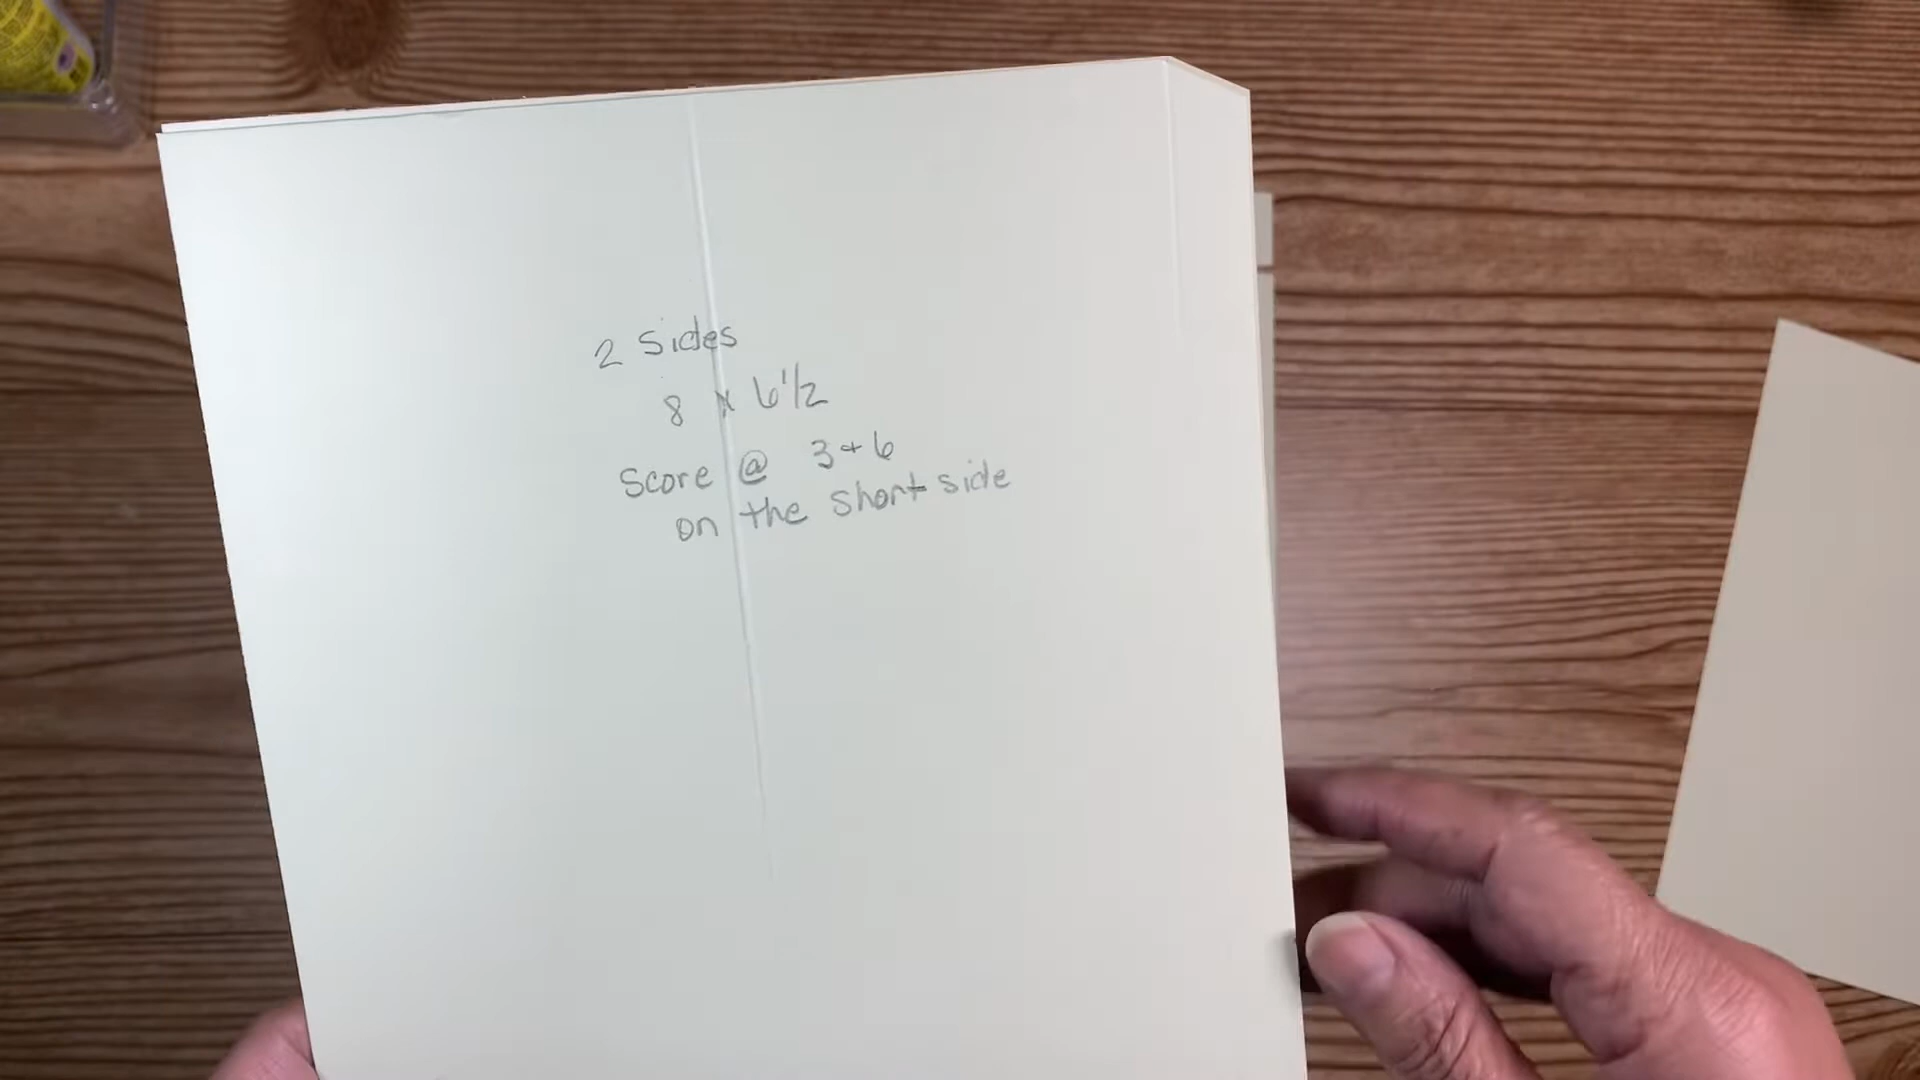 2 Sides
8 x 6 1/2
Score @ 3 + 6
on the short side